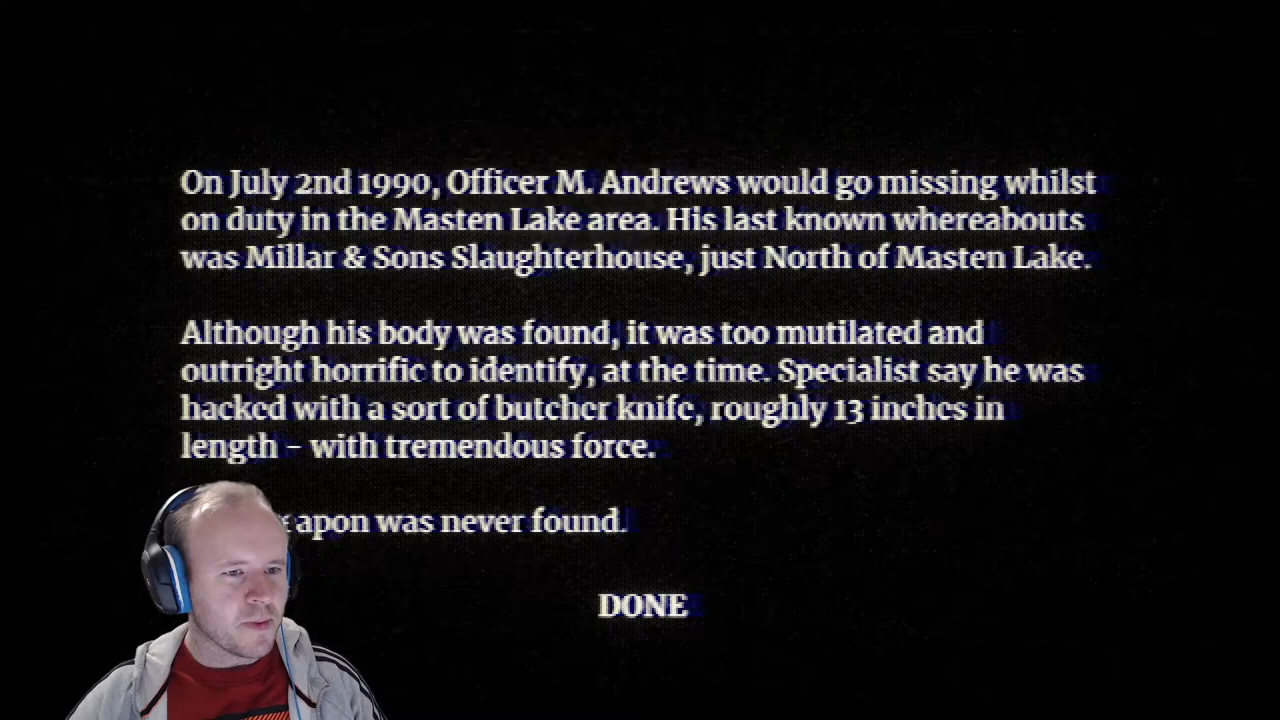 On July 2nd 1990, Officer M. Andrews would go missing whilst
on duty in the Masten Lake area. His last known whereabouts
was Millar & Sons Slaughterhouse, just North of Masten Lake.
Although his body was found, it was too mutilated and
outright horrific to identify, at the time. Specialist say he was
hacked with a sort of butcher knife, roughly 13 inches in
length - with tremendous force.
apon was never found.
DONE